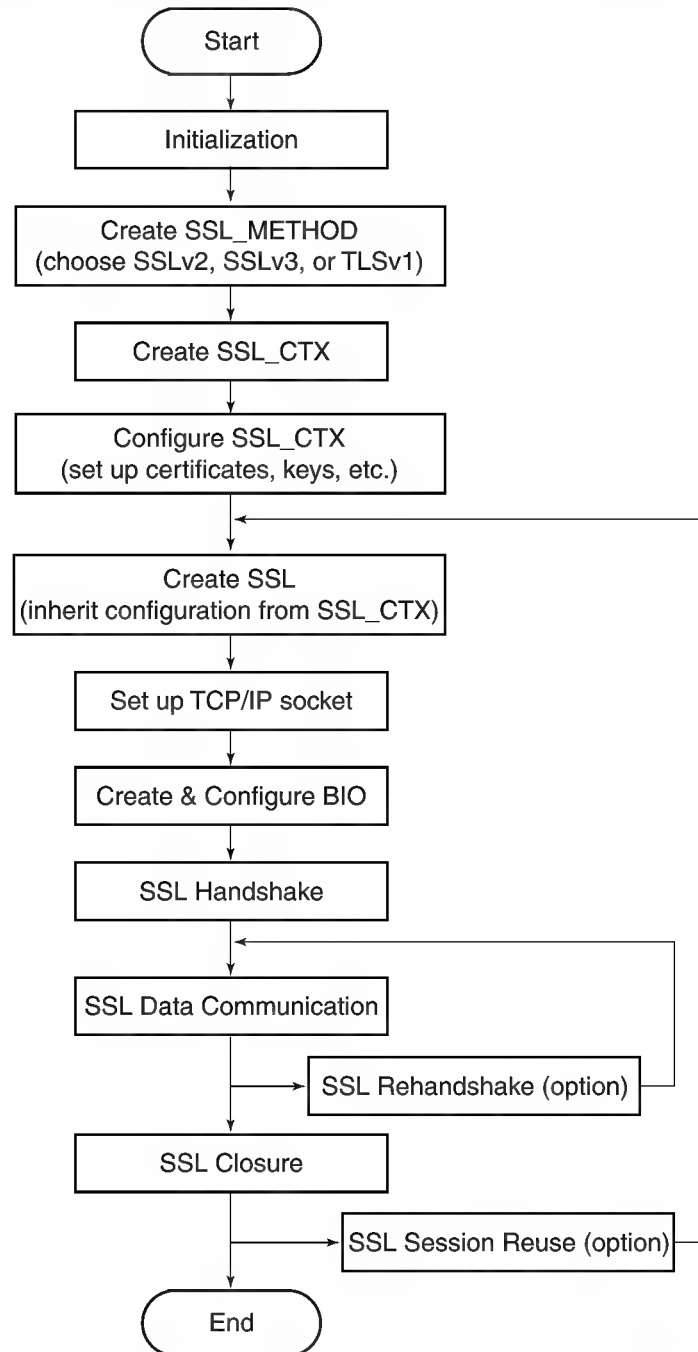 Start
Initialization
Create SSL_METHOD
(choose SSLv2, SSLv3, or TLSv1)
Create SSL_CTX
Configure SSL_CTX
(set up certificates, keys, etc.)
Create SSL
(inherit configuration from SSL_CTX)
Set up TCP/IP socket
Create & Configure BIO
SSL Handshake
SSL Data Communication
SSL Rehandshake (option)
SSL Closure
SSL Session Reuse (option)
End